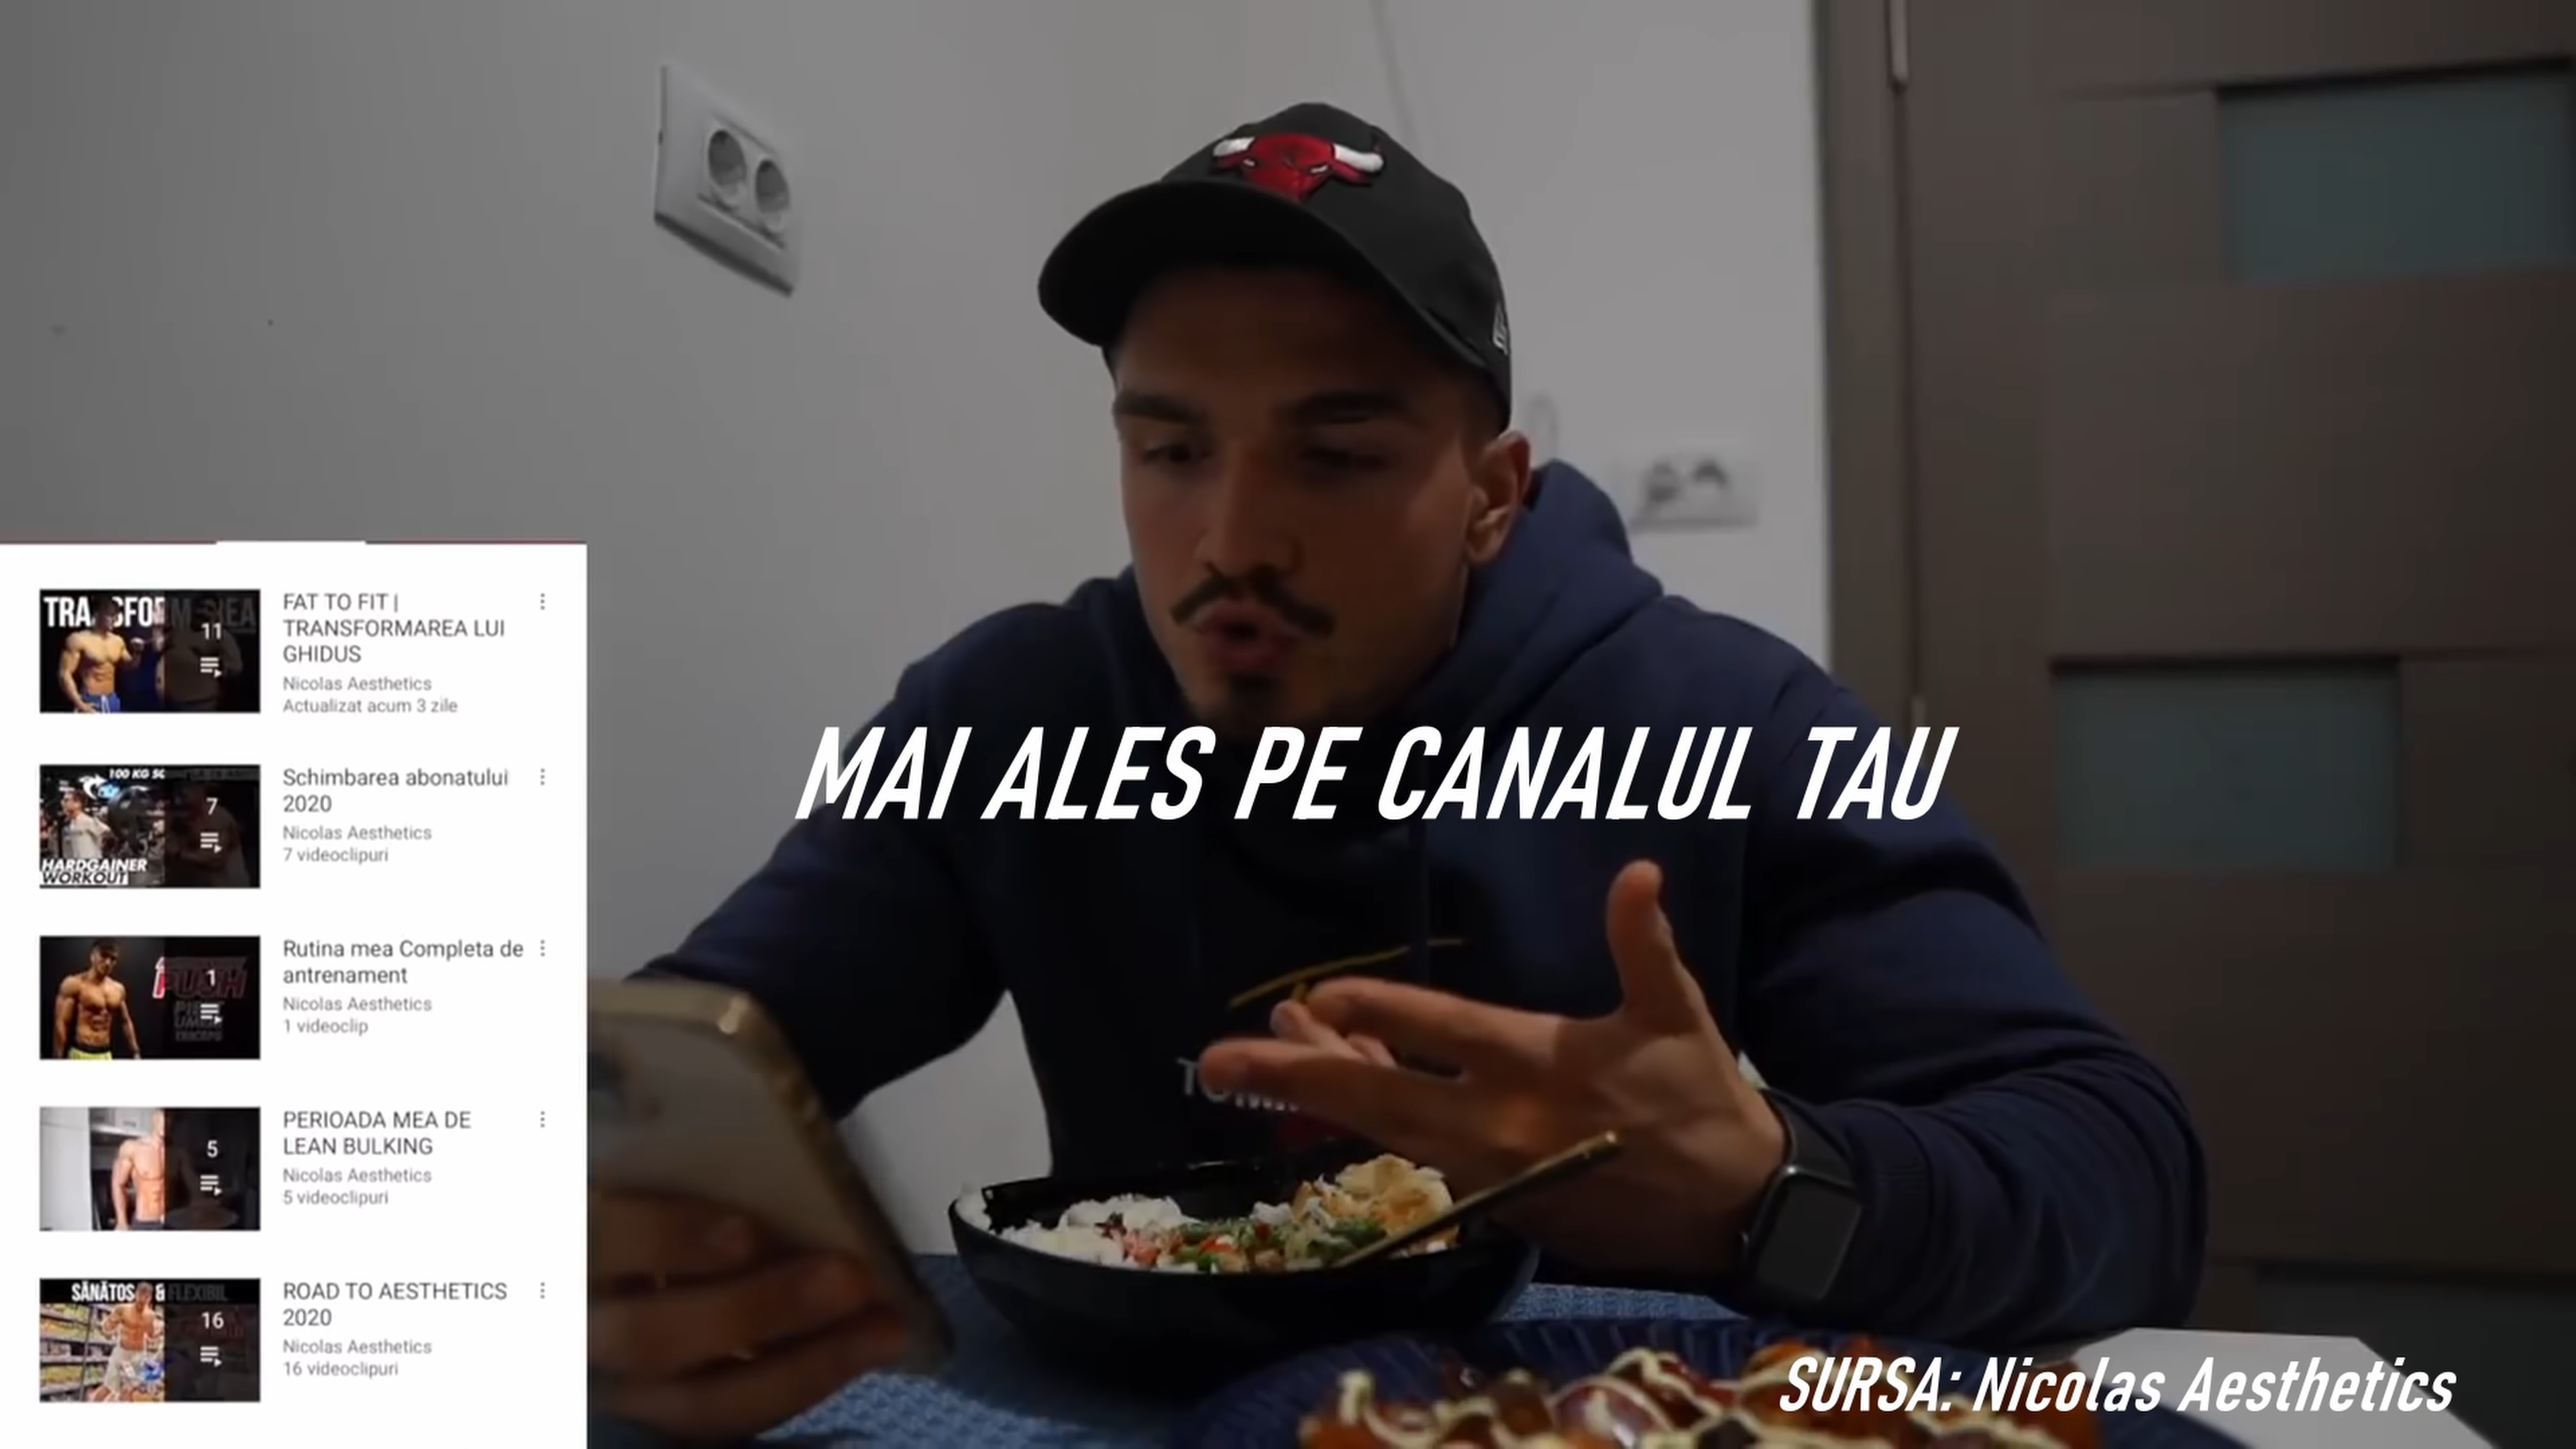 TRANSFORMAREA
11
FAT TO FIT |
TRANSFORMAREA LUI
GHIDUS
Nicolas Aesthetics
Actualizat acum 3 zile
100 KG
7
HARDGAINER
WORKOUT
Schimbarea abonatului
2020
Nicolas Aesthetics
7 videoclipuri
1
PUSH
Rutina mea Completa de
antrenament
Nicolas Aesthetics
1 videoclip
5
PERIOADA MEA DE
LEAN BULKING
Nicolas Aesthetics
5 videoclipuri
SĂNĂTOS & FLEXIBIL
16
ROAD TO AESTHETICS
2020
Nicolas Aesthetics
16 videoclipuri
MAI ALES PE CANALUL TAU
SURSA: Nicolas Aesthetics